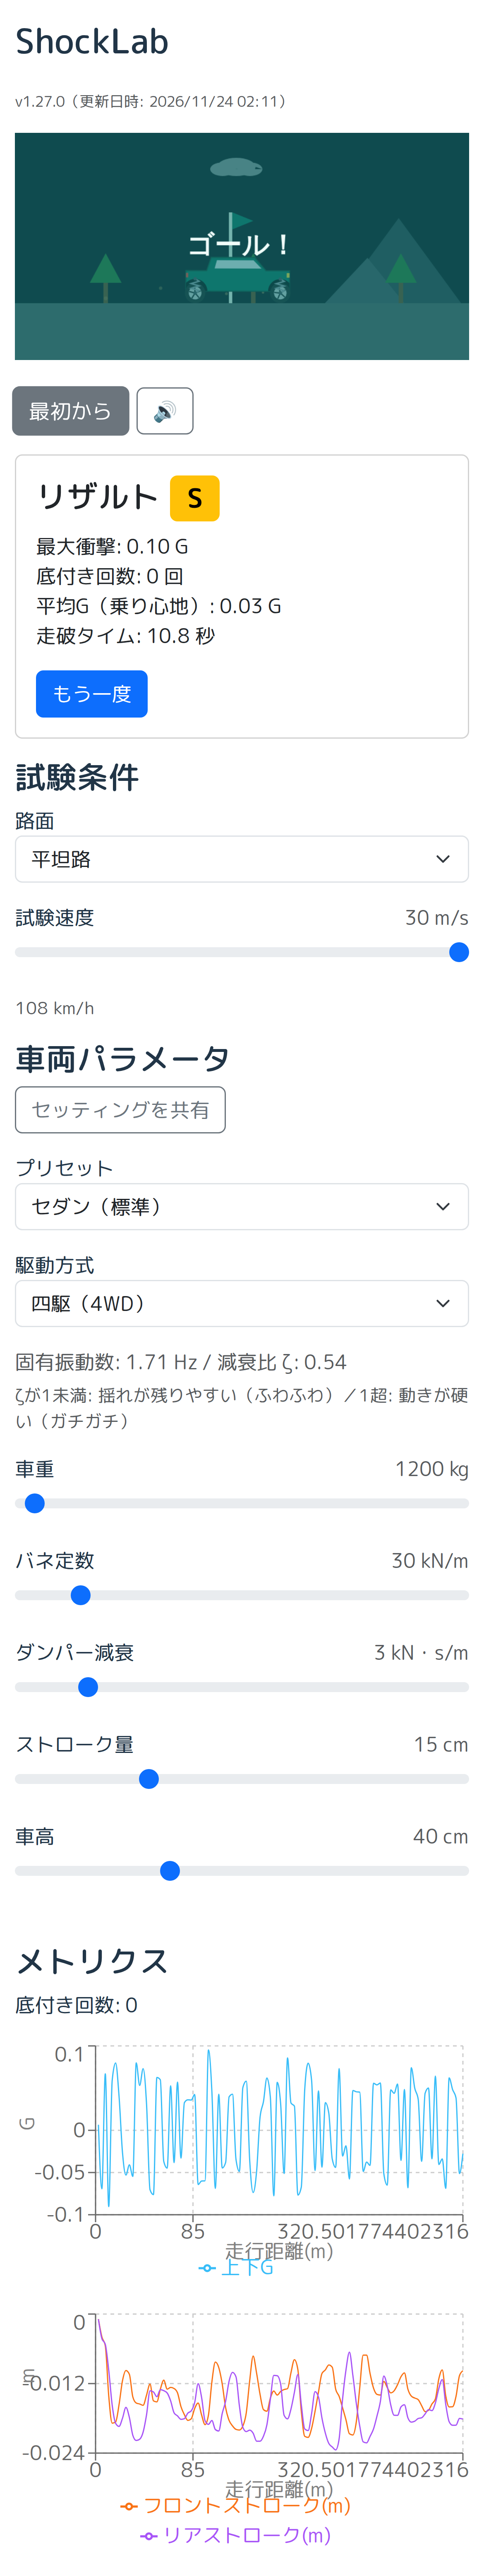 ShockLab
v1.27.0（更新日時: 2026/11/24 02:11）
ゴール！
最初から
リザルト S
最大衝撃: 0.10 G
底付き回数: 0 回
平均G（乗り心地）: 0.03 G
走破タイム: 10.8 秒
もう一度
試験条件
路面
平坦路
試験速度 30 m/s
108 km/h
車両パラメータ
セッティングを共有
プリセット
セダン（標準）
駆動方式
四駆（4WD）
固有振動数: 1.71 Hz / 減衰比 ζ: 0.54
ζが1未満: 揺れが残りやすい（ふわふわ）／1超: 動きが硬
い（ガチガチ）
車重 1200 kg
バネ定数 30 kN/m
ダンパー減衰 3 kN・s/m
ストローク量 15 cm
車高 40 cm
メトリクス
底付き回数: 0
0.1
G
0
-0.05
-0.1
0 85 320.501774402316
走行距離(m)
上下G
0
m
-0.012
-0.024
0 85 320.501774402316
走行距離(m)
フロントストローク(m)
リアストローク(m)